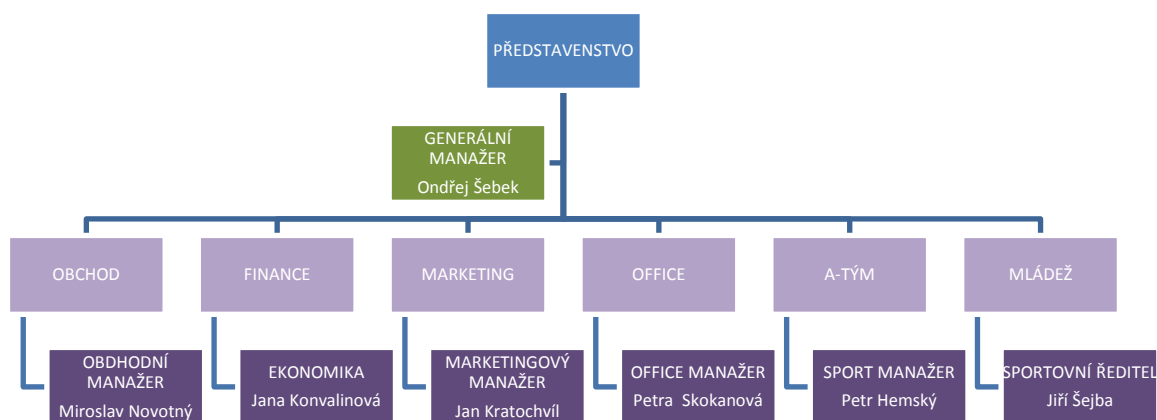 PŘEDSTAVENSTVO
GENERÁLNÍ
MANAŽER
Ondřej Šebek
OBCHOD
FINANCE
MARKETING
OFFICE
A-TÝM
MLÁDEŽ
OBDHODNÍ
MANAŽER
Miroslav Novotný
EKONOMIKA
Jana Konvalinová
MARKETINGOVÝ
MANAŽER
Jan Kratochvíl
OFFICE MANAŽER
Petra Skokanová
SPORT MANAŽER
Petr Hemský
SPORTOVNÍ ŘEDITEL
Jiří Šejba